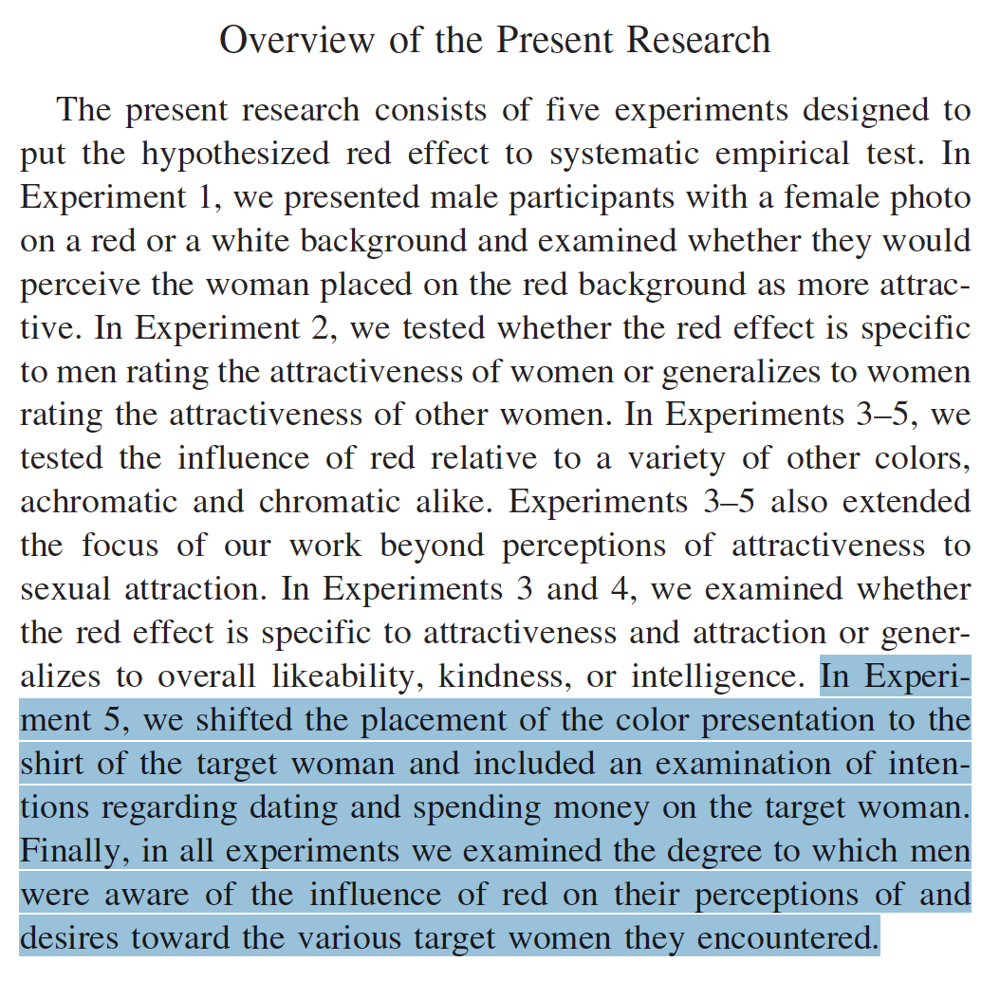 Overview of the Present Research
The present research consists of five experiments designed to
put the hypothesized red effect to systematic empirical test. In
Experiment 1, we presented male participants with a female photo
on a red or a white background and examined whether they would
perceive the woman placed on the red background as more attrac-
tive. In Experiment 2, we tested whether the red effect is specific
to men rating the attractiveness of women or generalizes to women
rating the attractiveness of other women. In Experiments 3–5, we
tested the influence of red relative to a variety of other colors,
achromatic and chromatic alike. Experiments 3–5 also extended
the focus of our work beyond perceptions of attractiveness to
sexual attraction. In Experiments 3 and 4, we examined whether
the red effect is specific to attractiveness and attraction or gener-
alizes to overall likeability, kindness, or intelligence. In Experi-
ment 5, we shifted the placement of the color presentation to the
shirt of the target woman and included an examination of inten-
tions regarding dating and spending money on the target woman.
Finally, in all experiments we examined the degree to which men
were aware of the influence of red on their perceptions of and
desires toward the various target women they encountered.